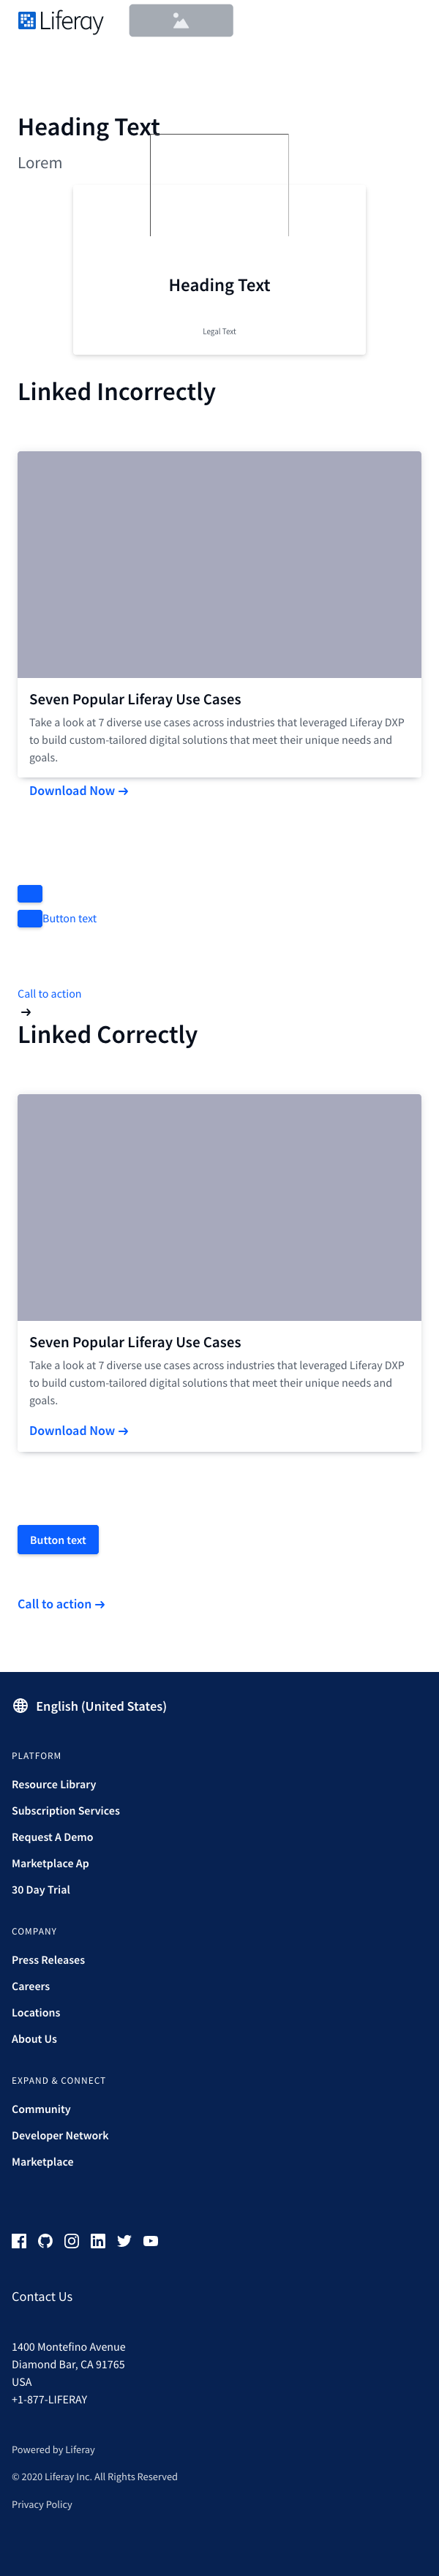 Liferay
Heading Text
Lorem
Heading Text
Legal Text
Linked Incorrectly
Seven Popular Liferay Use Cases
Take a look at 7 diverse use cases across industries that leveraged Liferay DXP
to build custom-tailored digital solutions that meet their unique needs and
goals.
Download Now →
Button text
Call to action
→
Linked Correctly
Seven Popular Liferay Use Cases
Take a look at 7 diverse use cases across industries that leveraged Liferay DXP
to build custom-tailored digital solutions that meet their unique needs and
goals.
Download Now →
Button text
Call to action →
English (United States)
PLATFORM
Resource Library
Subscription Services
Request A Demo
Marketplace Ap
30 Day Trial
COMPANY
Press Releases
Careers
Locations
About Us
EXPAND & CONNECT
Community
Developer Network
Marketplace
Contact Us
1400 Montefino Avenue
Diamond Bar, CA 91765
USA
+1-877-LIFERAY
Powered by Liferay
© 2020 Liferay Inc. All Rights Reserved
Privacy Policy